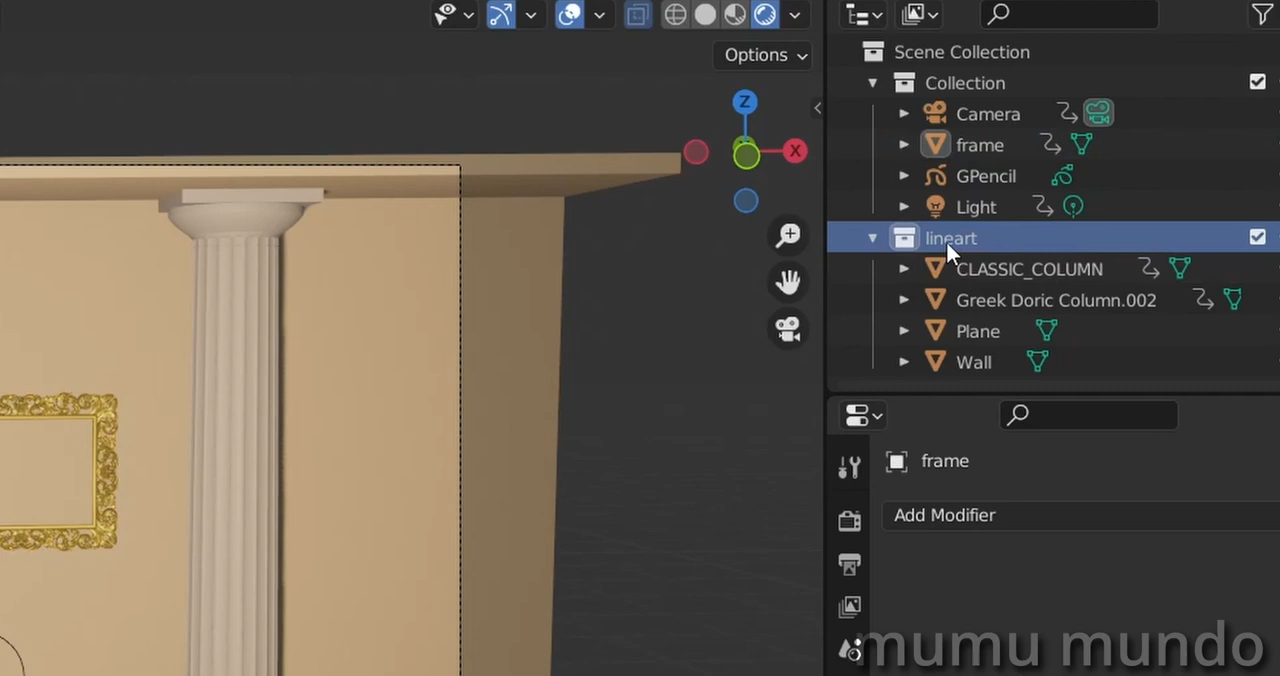 Options
Z
X
Scene Collection
Collection
Camera
frame
GPencil
Light
lineart
CLASSIC_COLUMN
Greek Doric Column.002
Plane
Wall
frame
Add Modifier
mumu mundo